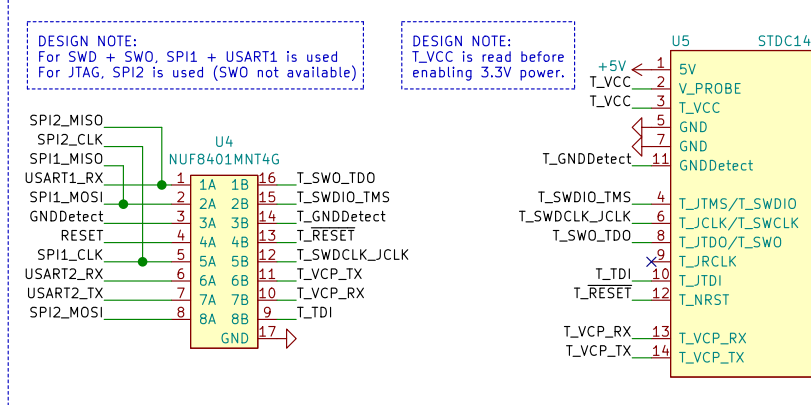 DESIGN NOTE:
For SWD + SWO, SPI1 + USART1 is used
For JTAG, SPI2 is used (SWO not available)
DESIGN NOTE:
T_VCC is read before
enabling 3.3V power.
SPI2_MISO
SPI2_CLK
SPI1_MISO
USART1_RX
SPI1_MOSI
GNDDetect
RESET
SPI1_CLK
USART2_RX
USART2_TX
SPI2_MOSI
U4
NUF8401MNT4G
1 1A 1B 16 T_SWO_TDO
2 2A 2B 15 T_SWDIO_TMS
3 3A 3B 14 T_GNDDetect
4 4A 4B 13 T_RESET
5 5A 5B 12 T_SWDCLK_JCLK
6 6A 6B 11 T_VCP_TX
7 7A 7B 10 T_VCP_RX
8 8A 8B 9 T_TDI
GND 17
U5 STDC14
+5V 1 5V
T_VCC 2 V_PROBE
T_VCC 3 T_VCC
5 GND
7 GND
T_GNDDetect 11 GNDDetect
T_SWDIO_TMS 4 T_JTMS/T_SWDIO
T_SWDCLK_JCLK 6 T_JCLK/T_SWCLK
T_SWO_TDO 8 T_JTDO/T_SWO
9 T_JRCLK
T_TDI 10 T_JTDI
T_RESET 12 T_NRST
T_VCP_RX 13 T_VCP_RX
T_VCP_TX 14 T_VCP_TX